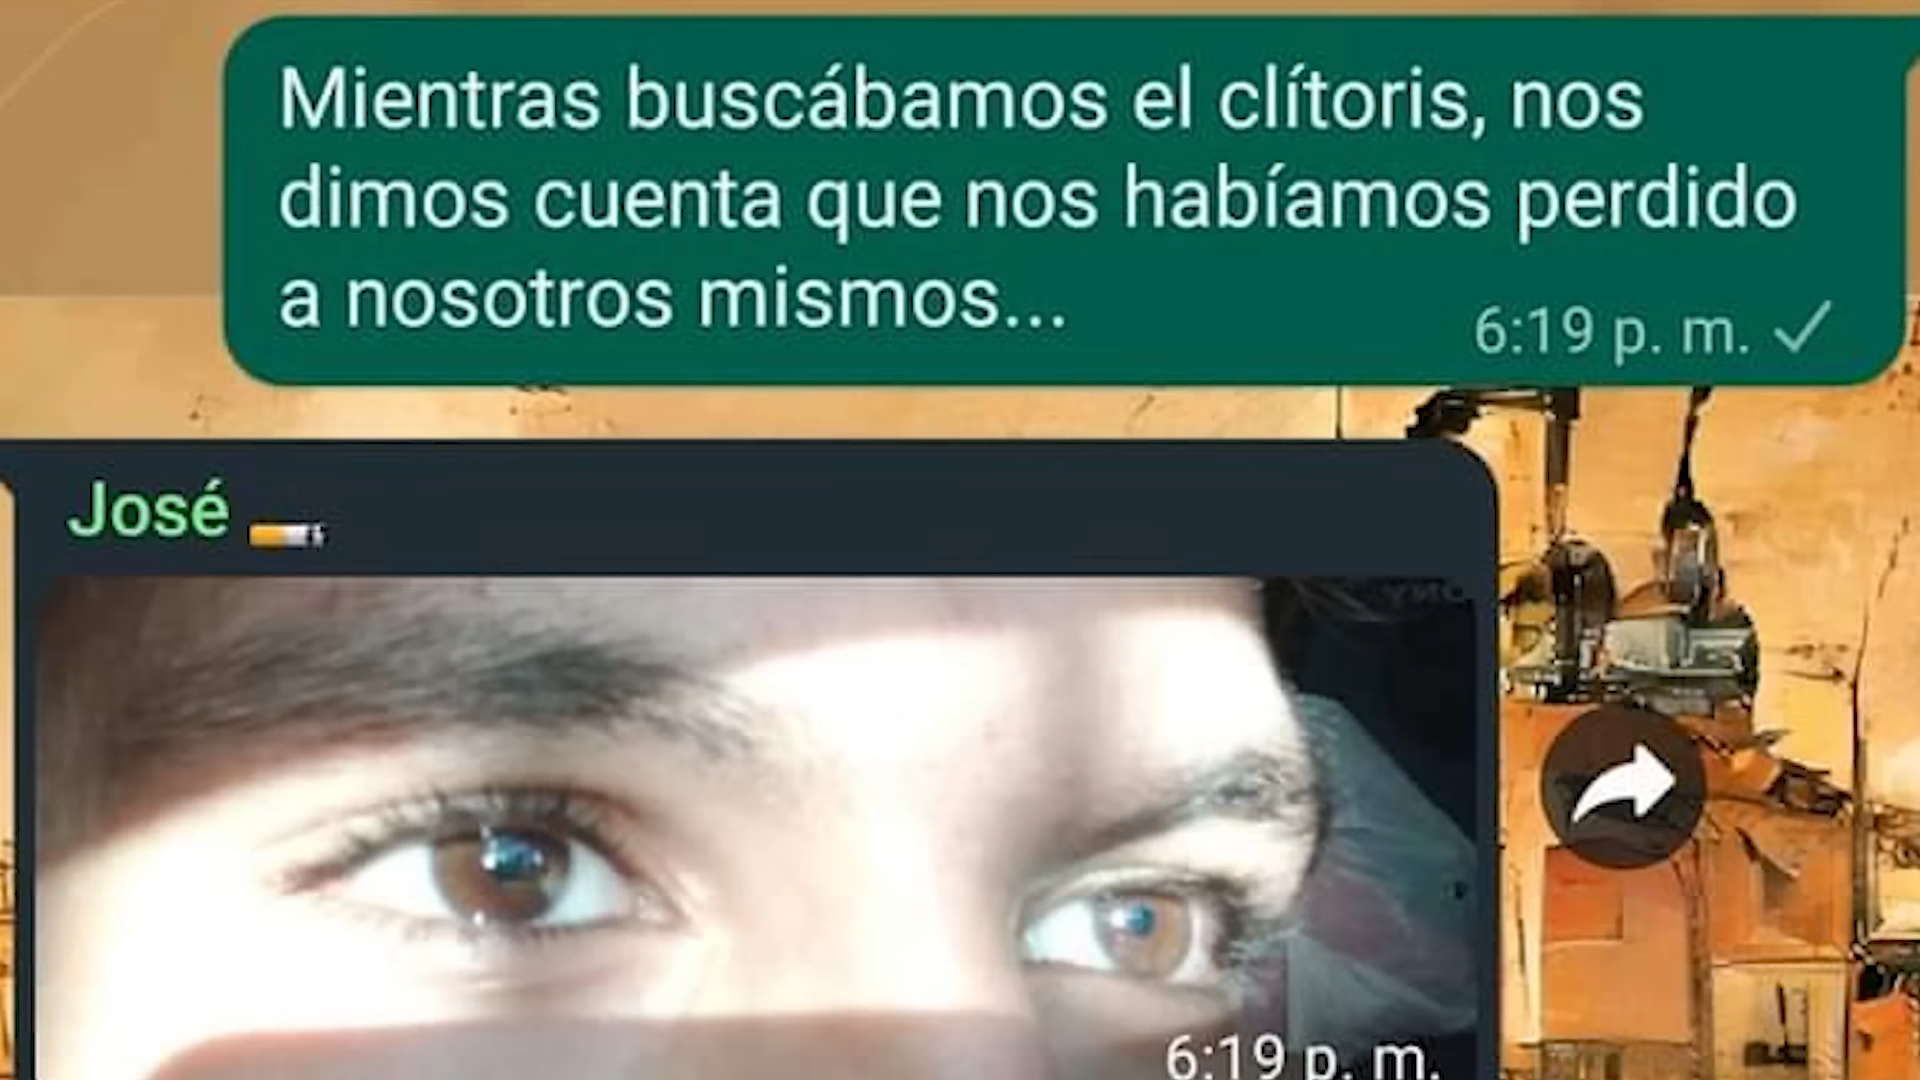 Mientras buscábamos el clítoris, nos
dimos cuenta que nos habíamos perdido
a nosotros mismos...
6:19 p. m.
José
6:19 p. m.